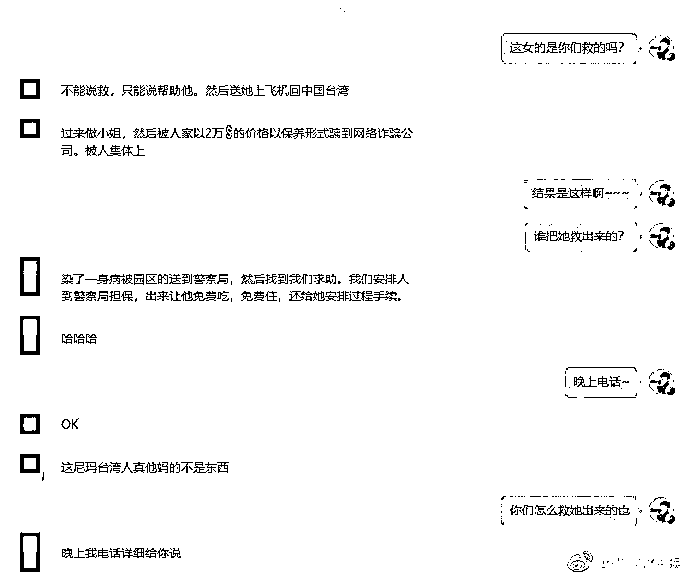 这女的是你们救的吗？
不能说救，只能说帮助他。然后送她上飞机回中国台湾
过来做小姐，然后被人家以2万$的价格以保养形式骗到网络诈骗公
司。被人集体上
结果是这样啊~~~
谁把她救出来的？
染了一身病被园区的送到警察局，然后找到我们求助。我们安排人
到警察局担保，出来让他免费吃，免费住，还给她安排过程手续。
哈哈哈
晚上电话~
OK
这尼玛台湾人真他妈的不是东西
你们怎么救她出来的也
晚上我电话详细给你说